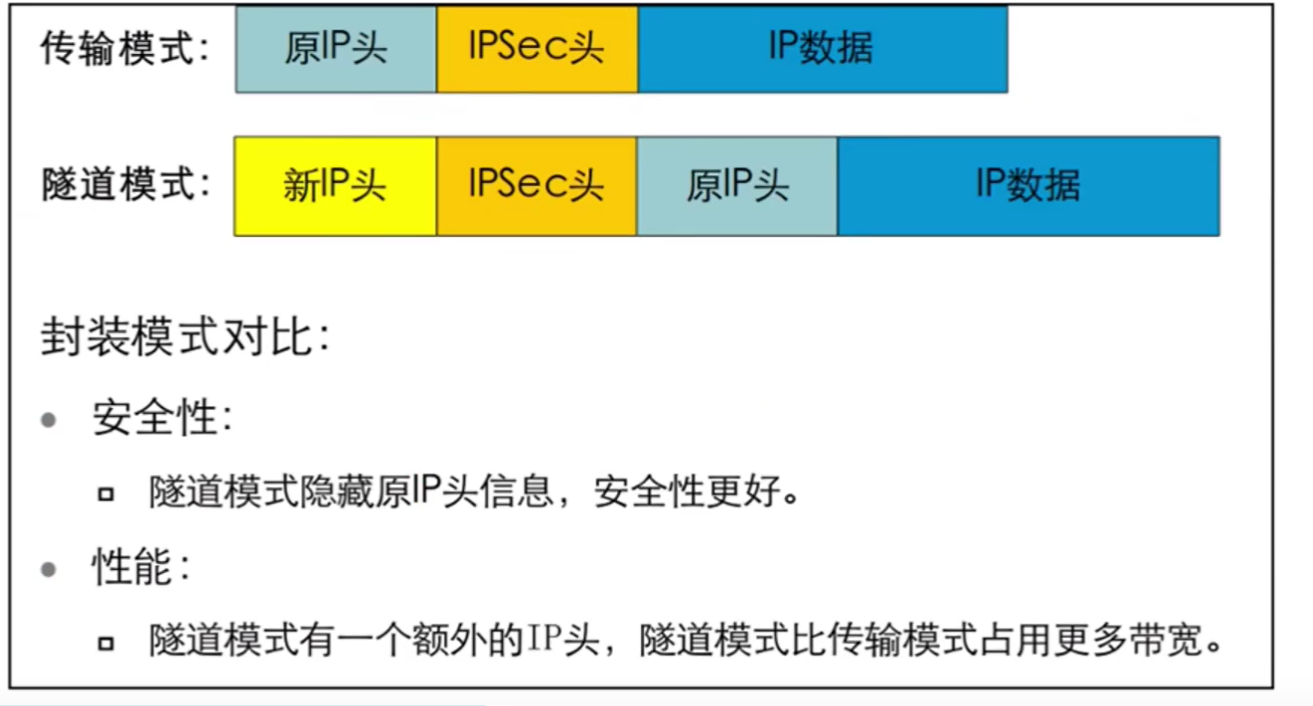 传输模式： 原IP头 IPSec头 IP数据
隧道模式： 新IP头 IPSec头 原IP头 IP数据
封装模式对比：
安全性：
隧道模式隐藏原IP头信息，安全性更好。
性能：
隧道模式有一个额外的IP头，隧道模式比传输模式占用更多带宽。